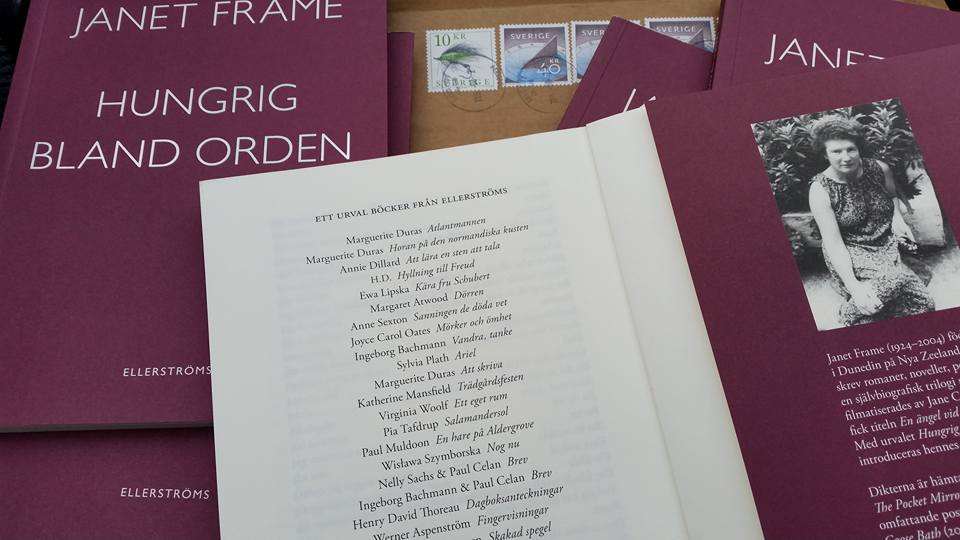 JANET FRAME
HUNGRIG
BLAND ORDEN
ELLERSTRÖMS
ELLERSTRÖMS
10 KR
SVERIGE
SVERIGE
KR
40
JANET
ETT URVAL BÖCKER FRÅN ELLERSTRÖMS
Marguerite Duras Atlantmannen
Marguerite Duras Horan på den normandiska kusten
Annie Dillard Att lära en sten att tala
H.D. Hyllning till Freud
Ewa Lipska Kära fru Schubert
Margaret Atwood Dörren
Anne Sexton Sanningen de döda vet
Joyce Carol Oates Mörker och ömhet
Ingeborg Bachmann Vandra, tanke
Sylvia Plath Ariel
Marguerite Duras Att skriva
Katherine Mansfield Trädgårdsfesten
Virginia Woolf Ett eget rum
Pia Tafdrup Salamandersol
Paul Muldoon En hare på Aldergrove
Wisława Szymborska Nog nu
Nelly Sachs & Paul Celan Brev
Ingeborg Bachmann & Paul Celan Brev
Henry David Thoreau Dagboksanteckningar
Werner Aspenström Fingervisningar
Skakad spegel
Janet Frame (1924–2004) föd
i Dunedin på Nya Zeeland
skrev romaner, noveller, p
en självbiografisk trilogi
filmatiserades av Jane C
fick titeln En ängel vid
Med urvalet Hungrig
introduceras hennes
Dikterna är hämta
The Pocket Mirro
omfattande pos
Goose Bath (20